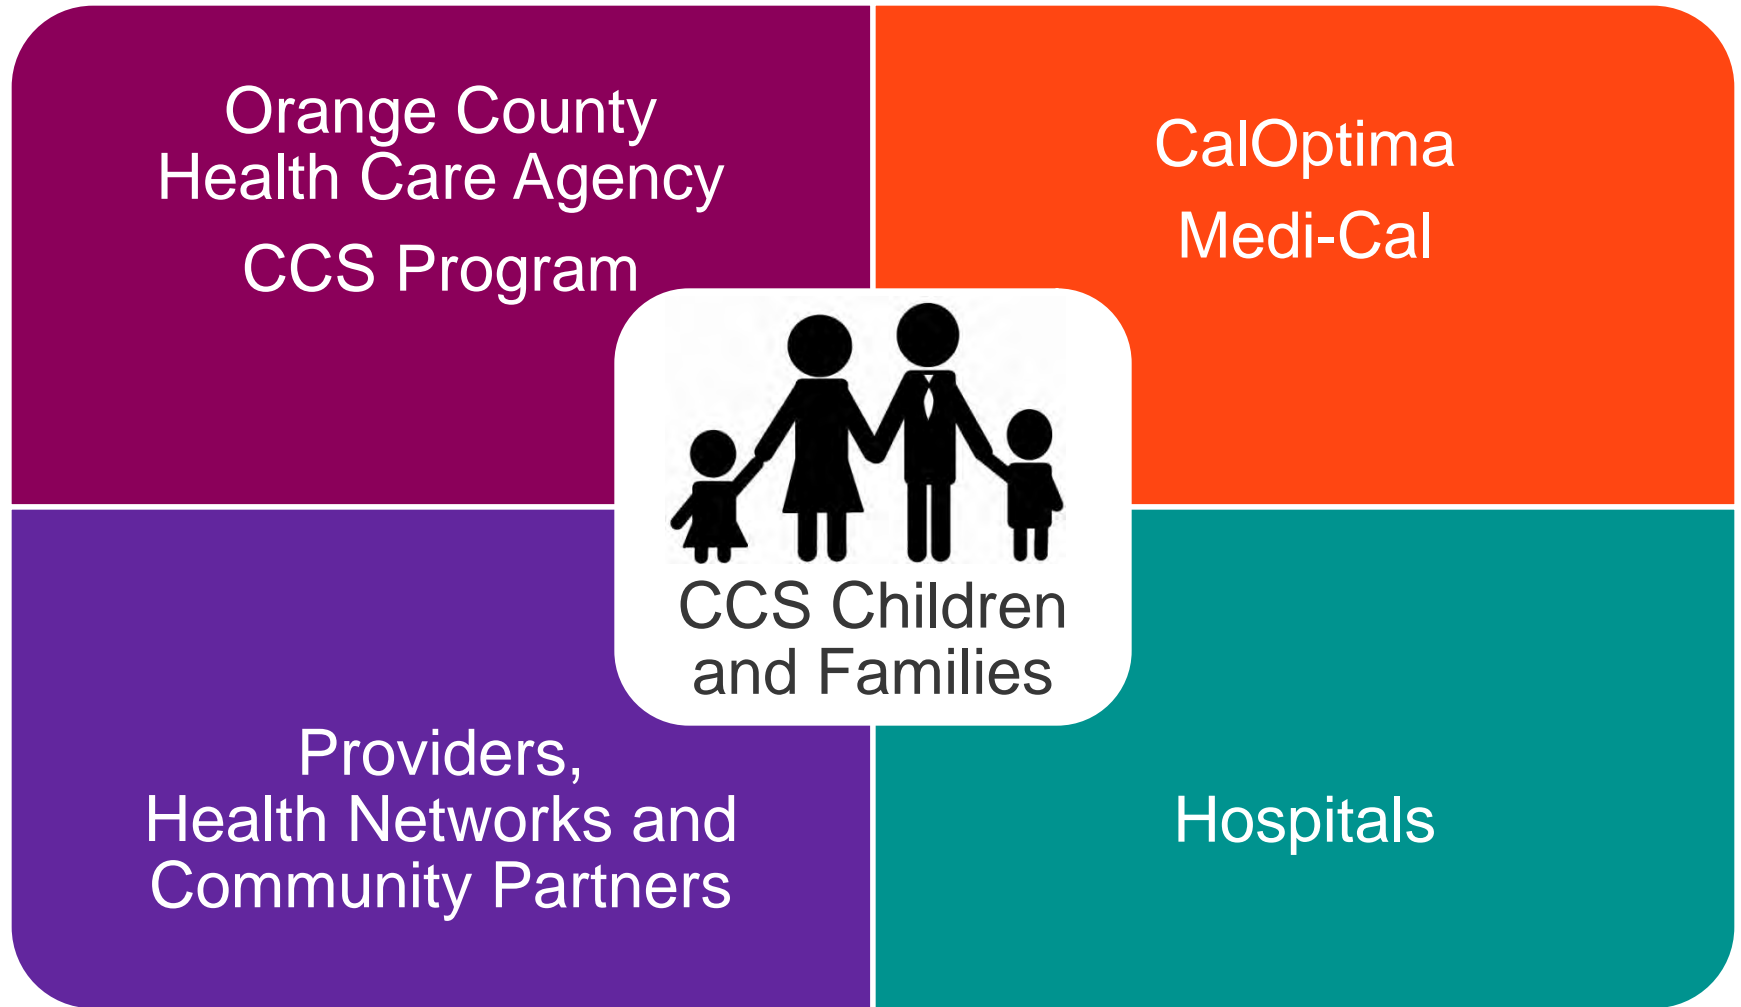 Orange County
Health Care Agency
CCS Program
CalOptima
Medi-Cal
CCS Children
and Families
Providers,
Health Networks and
Community Partners
Hospitals